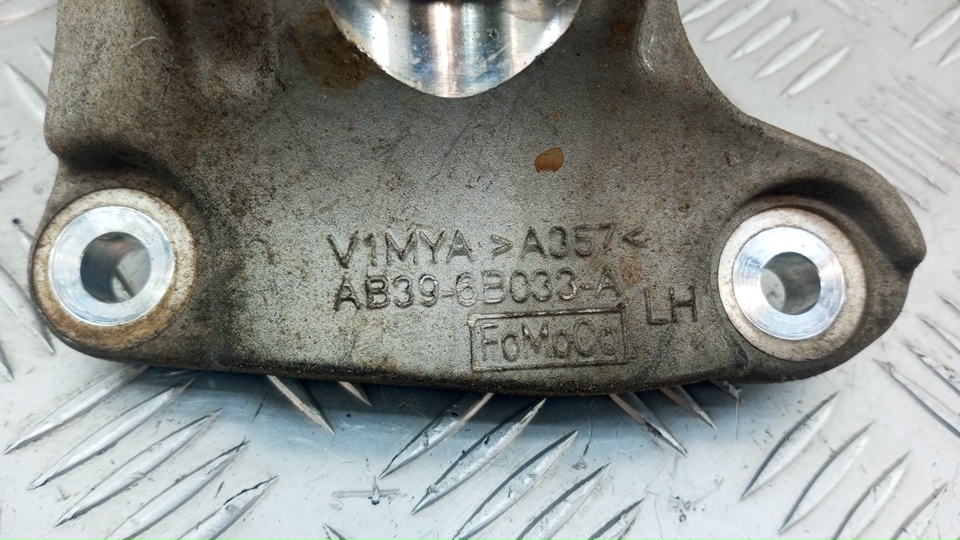 V1MYA >A357<
AB39-6B033-A
LH
FoMoCo